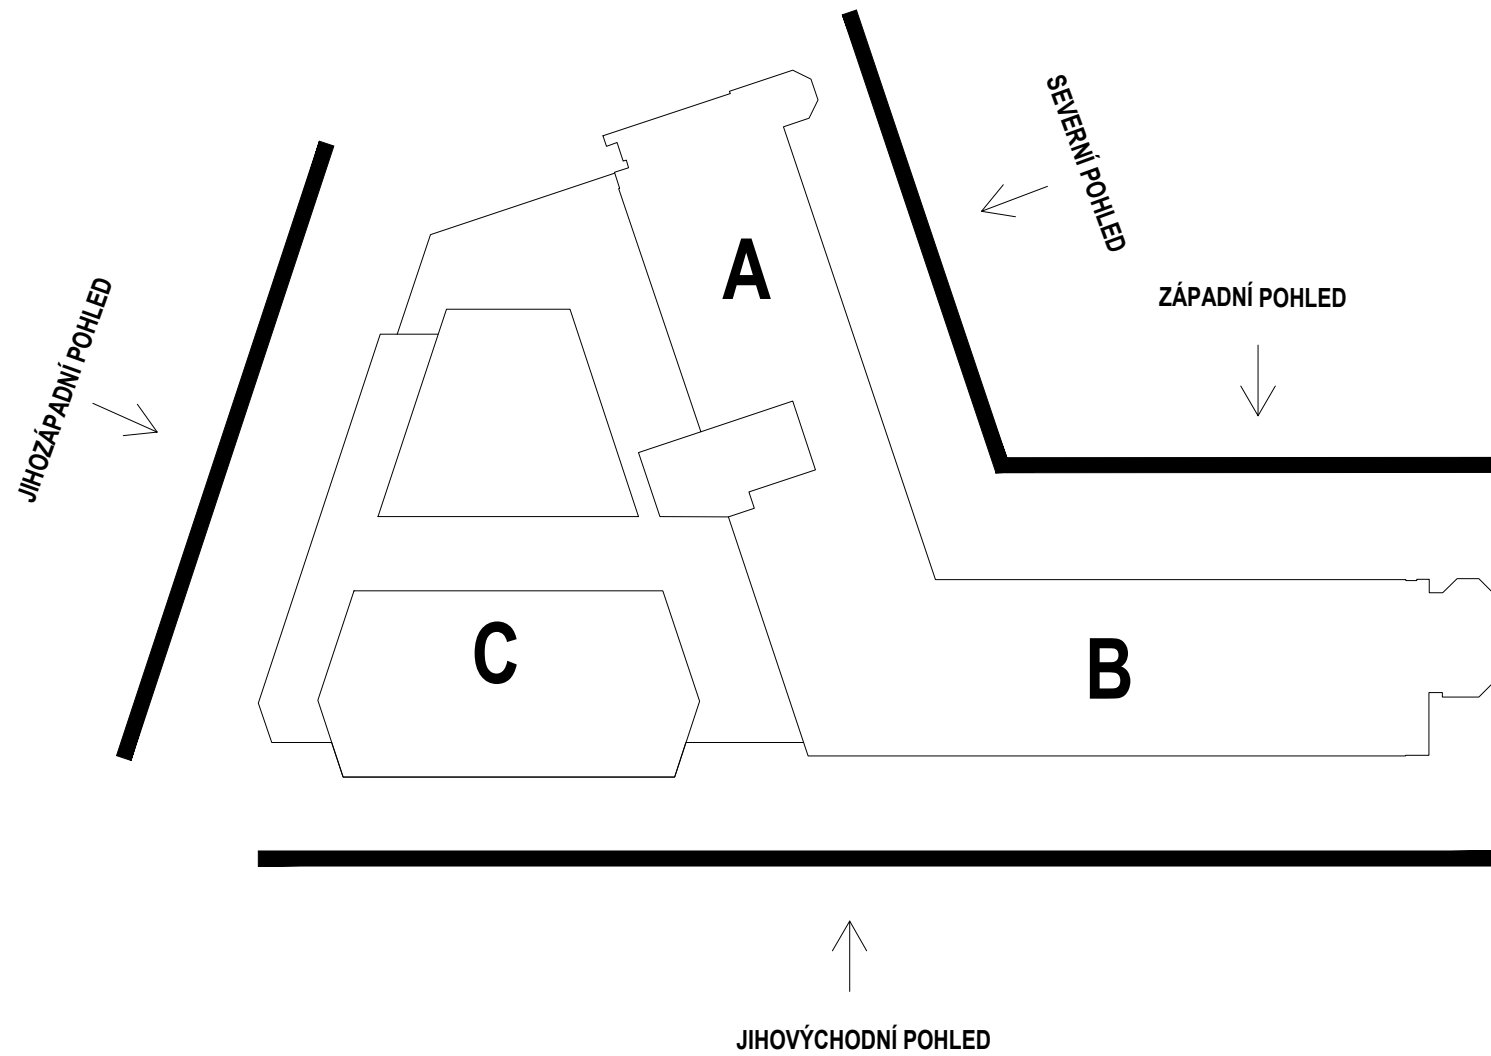 SEVERNÍ POHLED
A
ZÁPADNÍ POHLED
JIHOZÁPADNÍ POHLED
C
B
JIHOVÝCHODNÍ POHLED